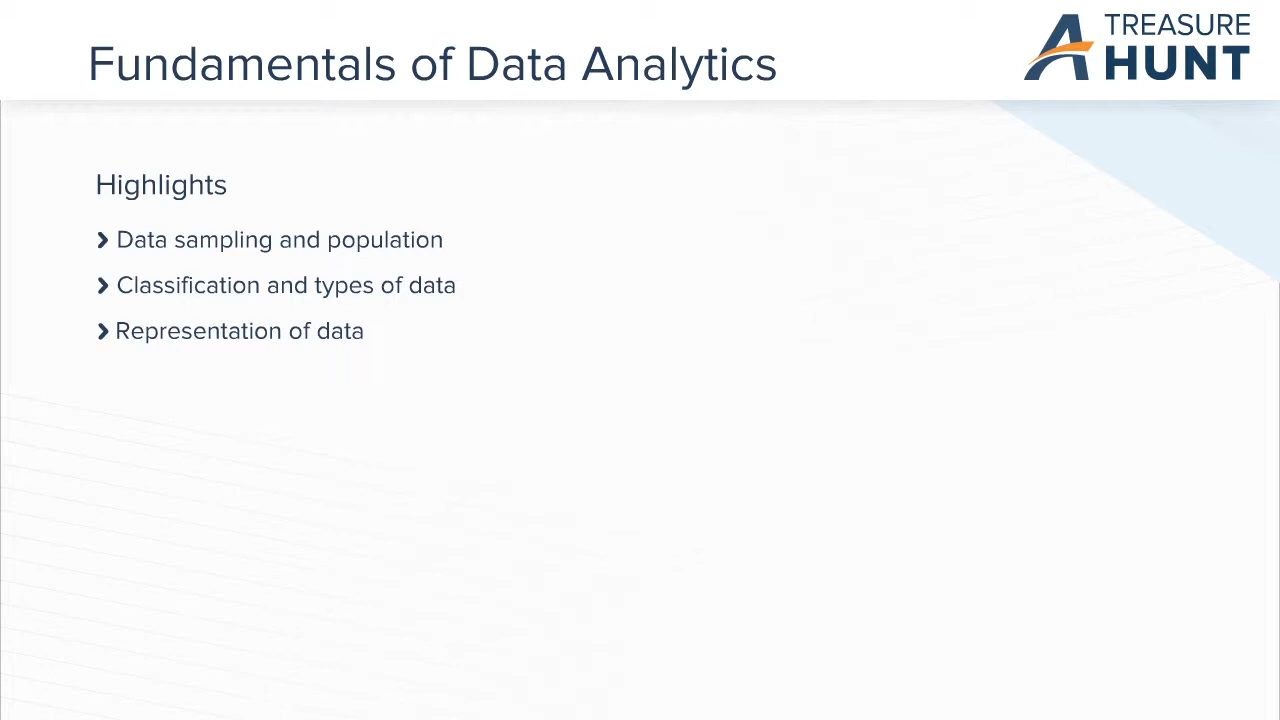 Fundamentals of Data Analytics
TREASURE
HUNT
Highlights
Data sampling and population
Classification and types of data
Representation of data